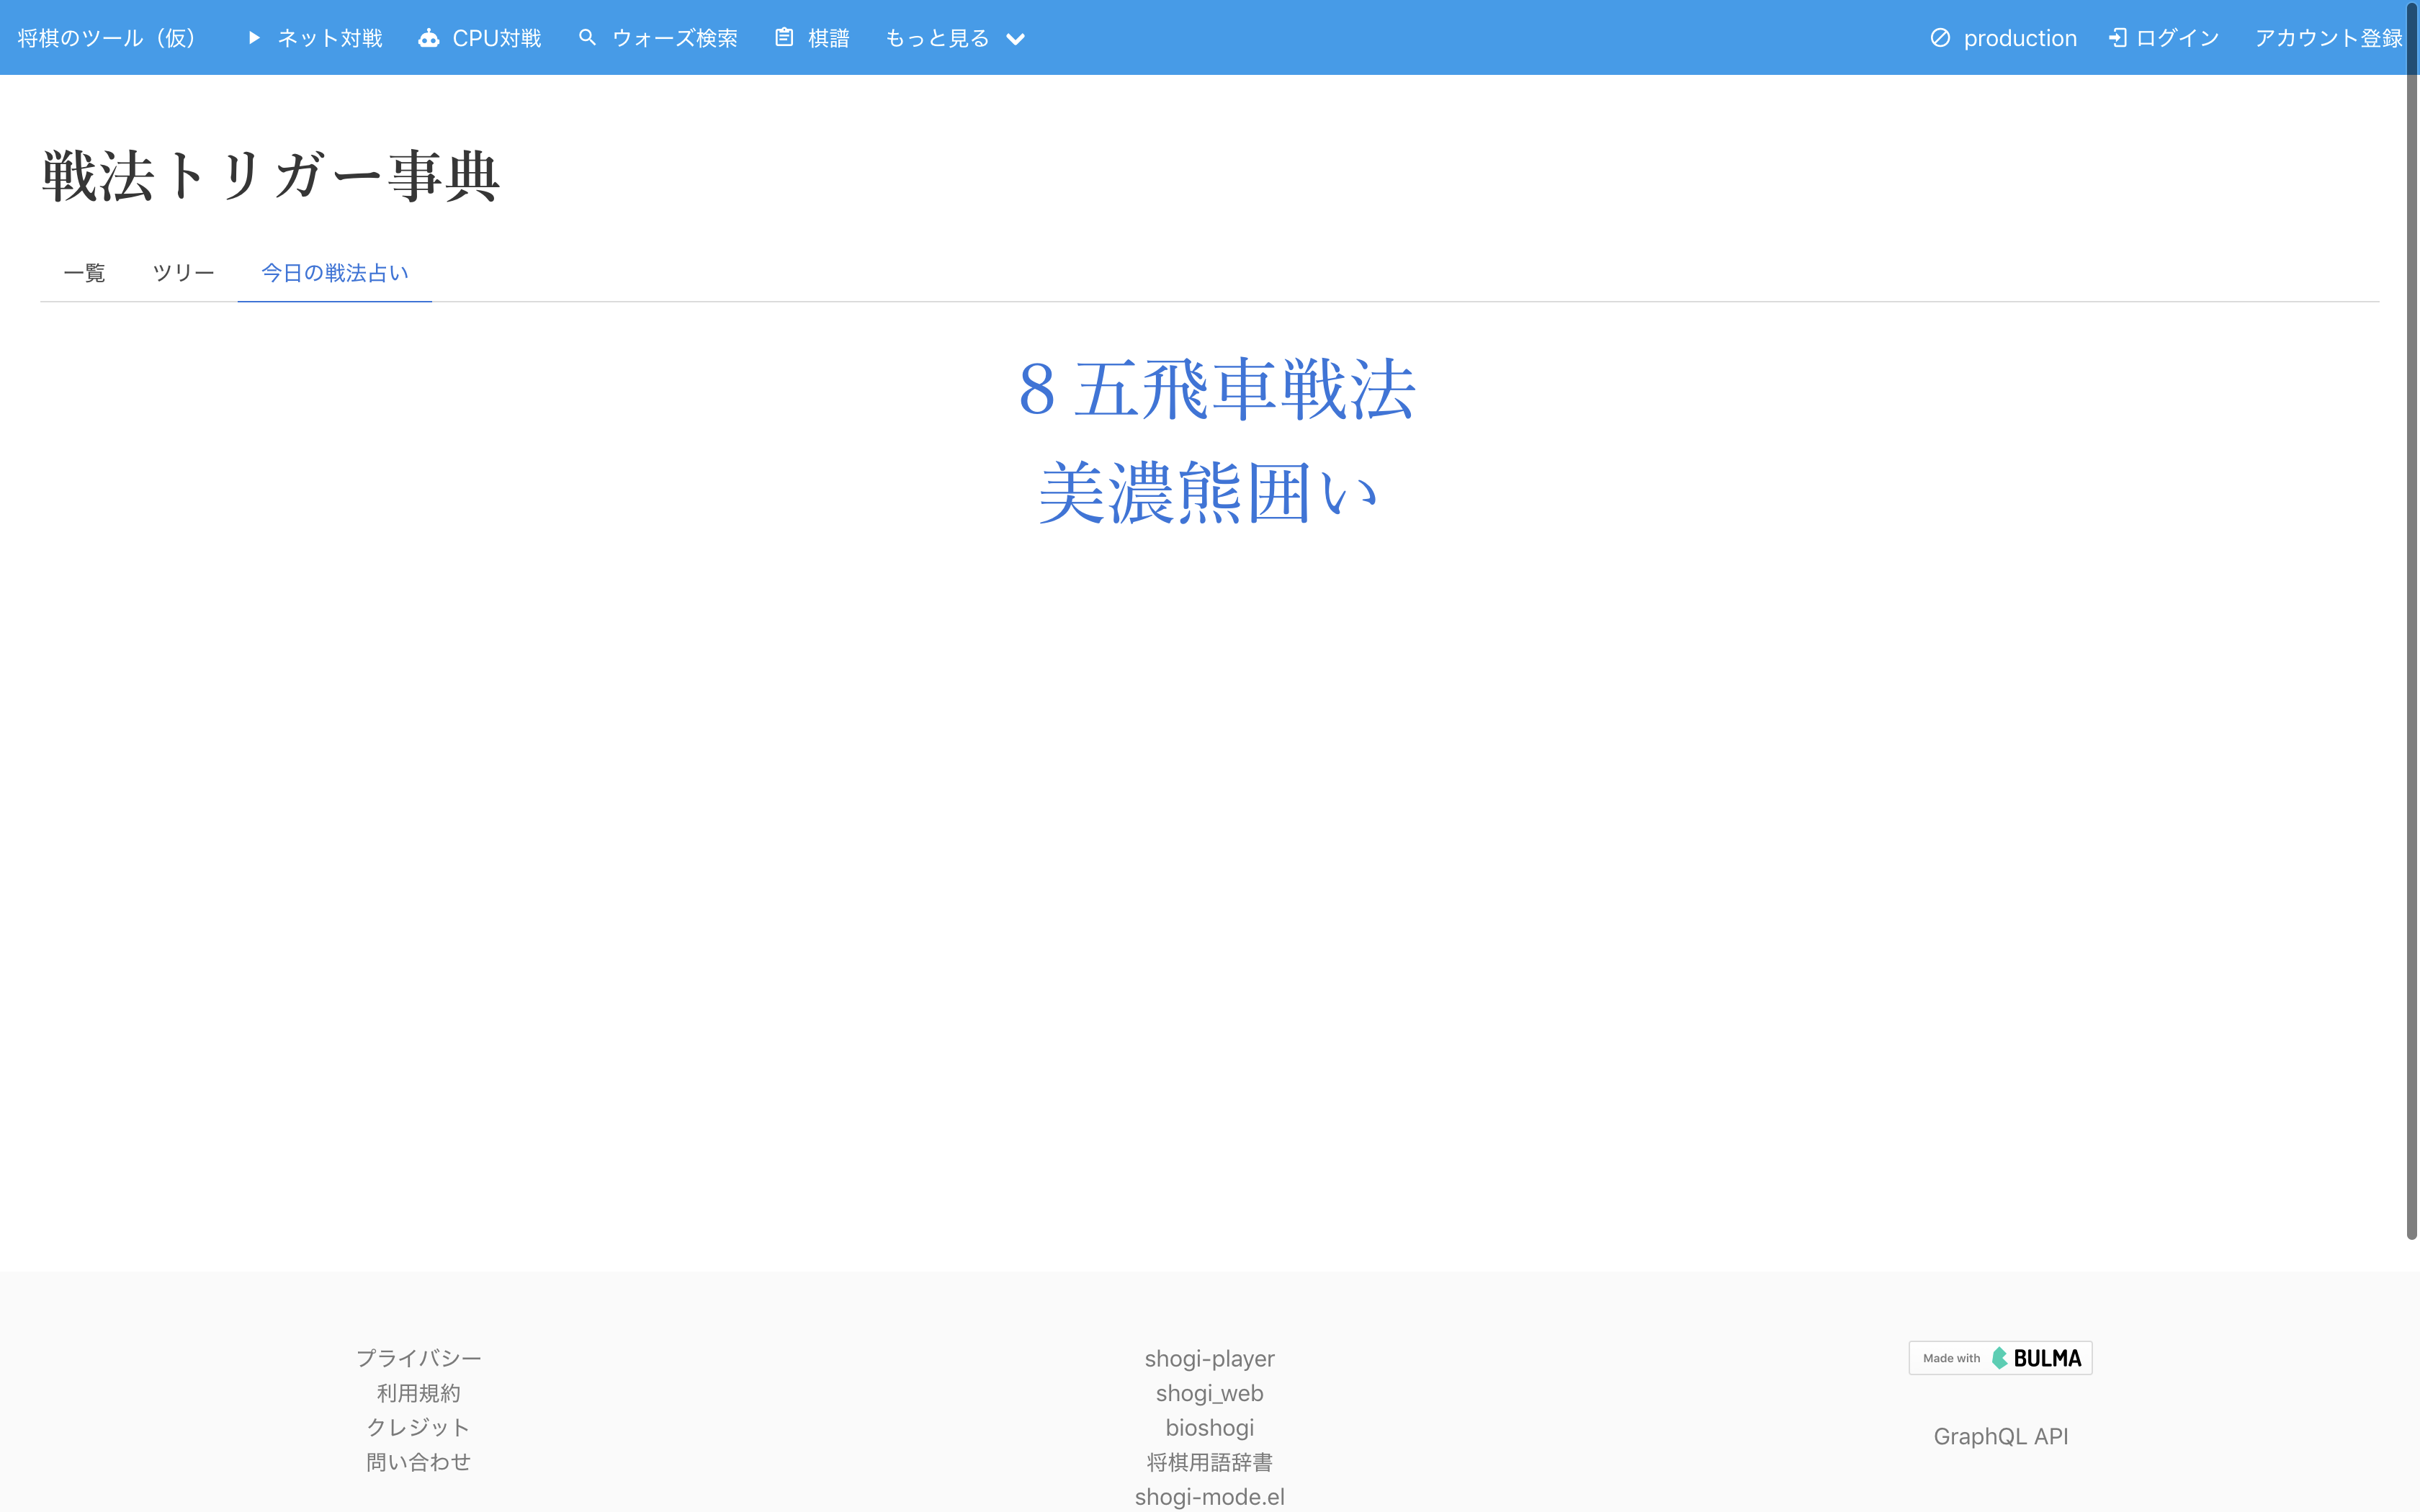 将棋のツール（仮） ネット対戦 CPU対戦 ウォーズ検索 棋譜 もっと見る production ログイン アカウント登録
戦法トリガー事典
一覧 ツリー 今日の戦法占い
8五飛車戦法
美濃熊囲い
プライバシー
利用規約
クレジット
問い合わせ
shogi-player
shogi_web
bioshogi
将棋用語辞書
shogi-mode.el
Made with BULMA
GraphQL API